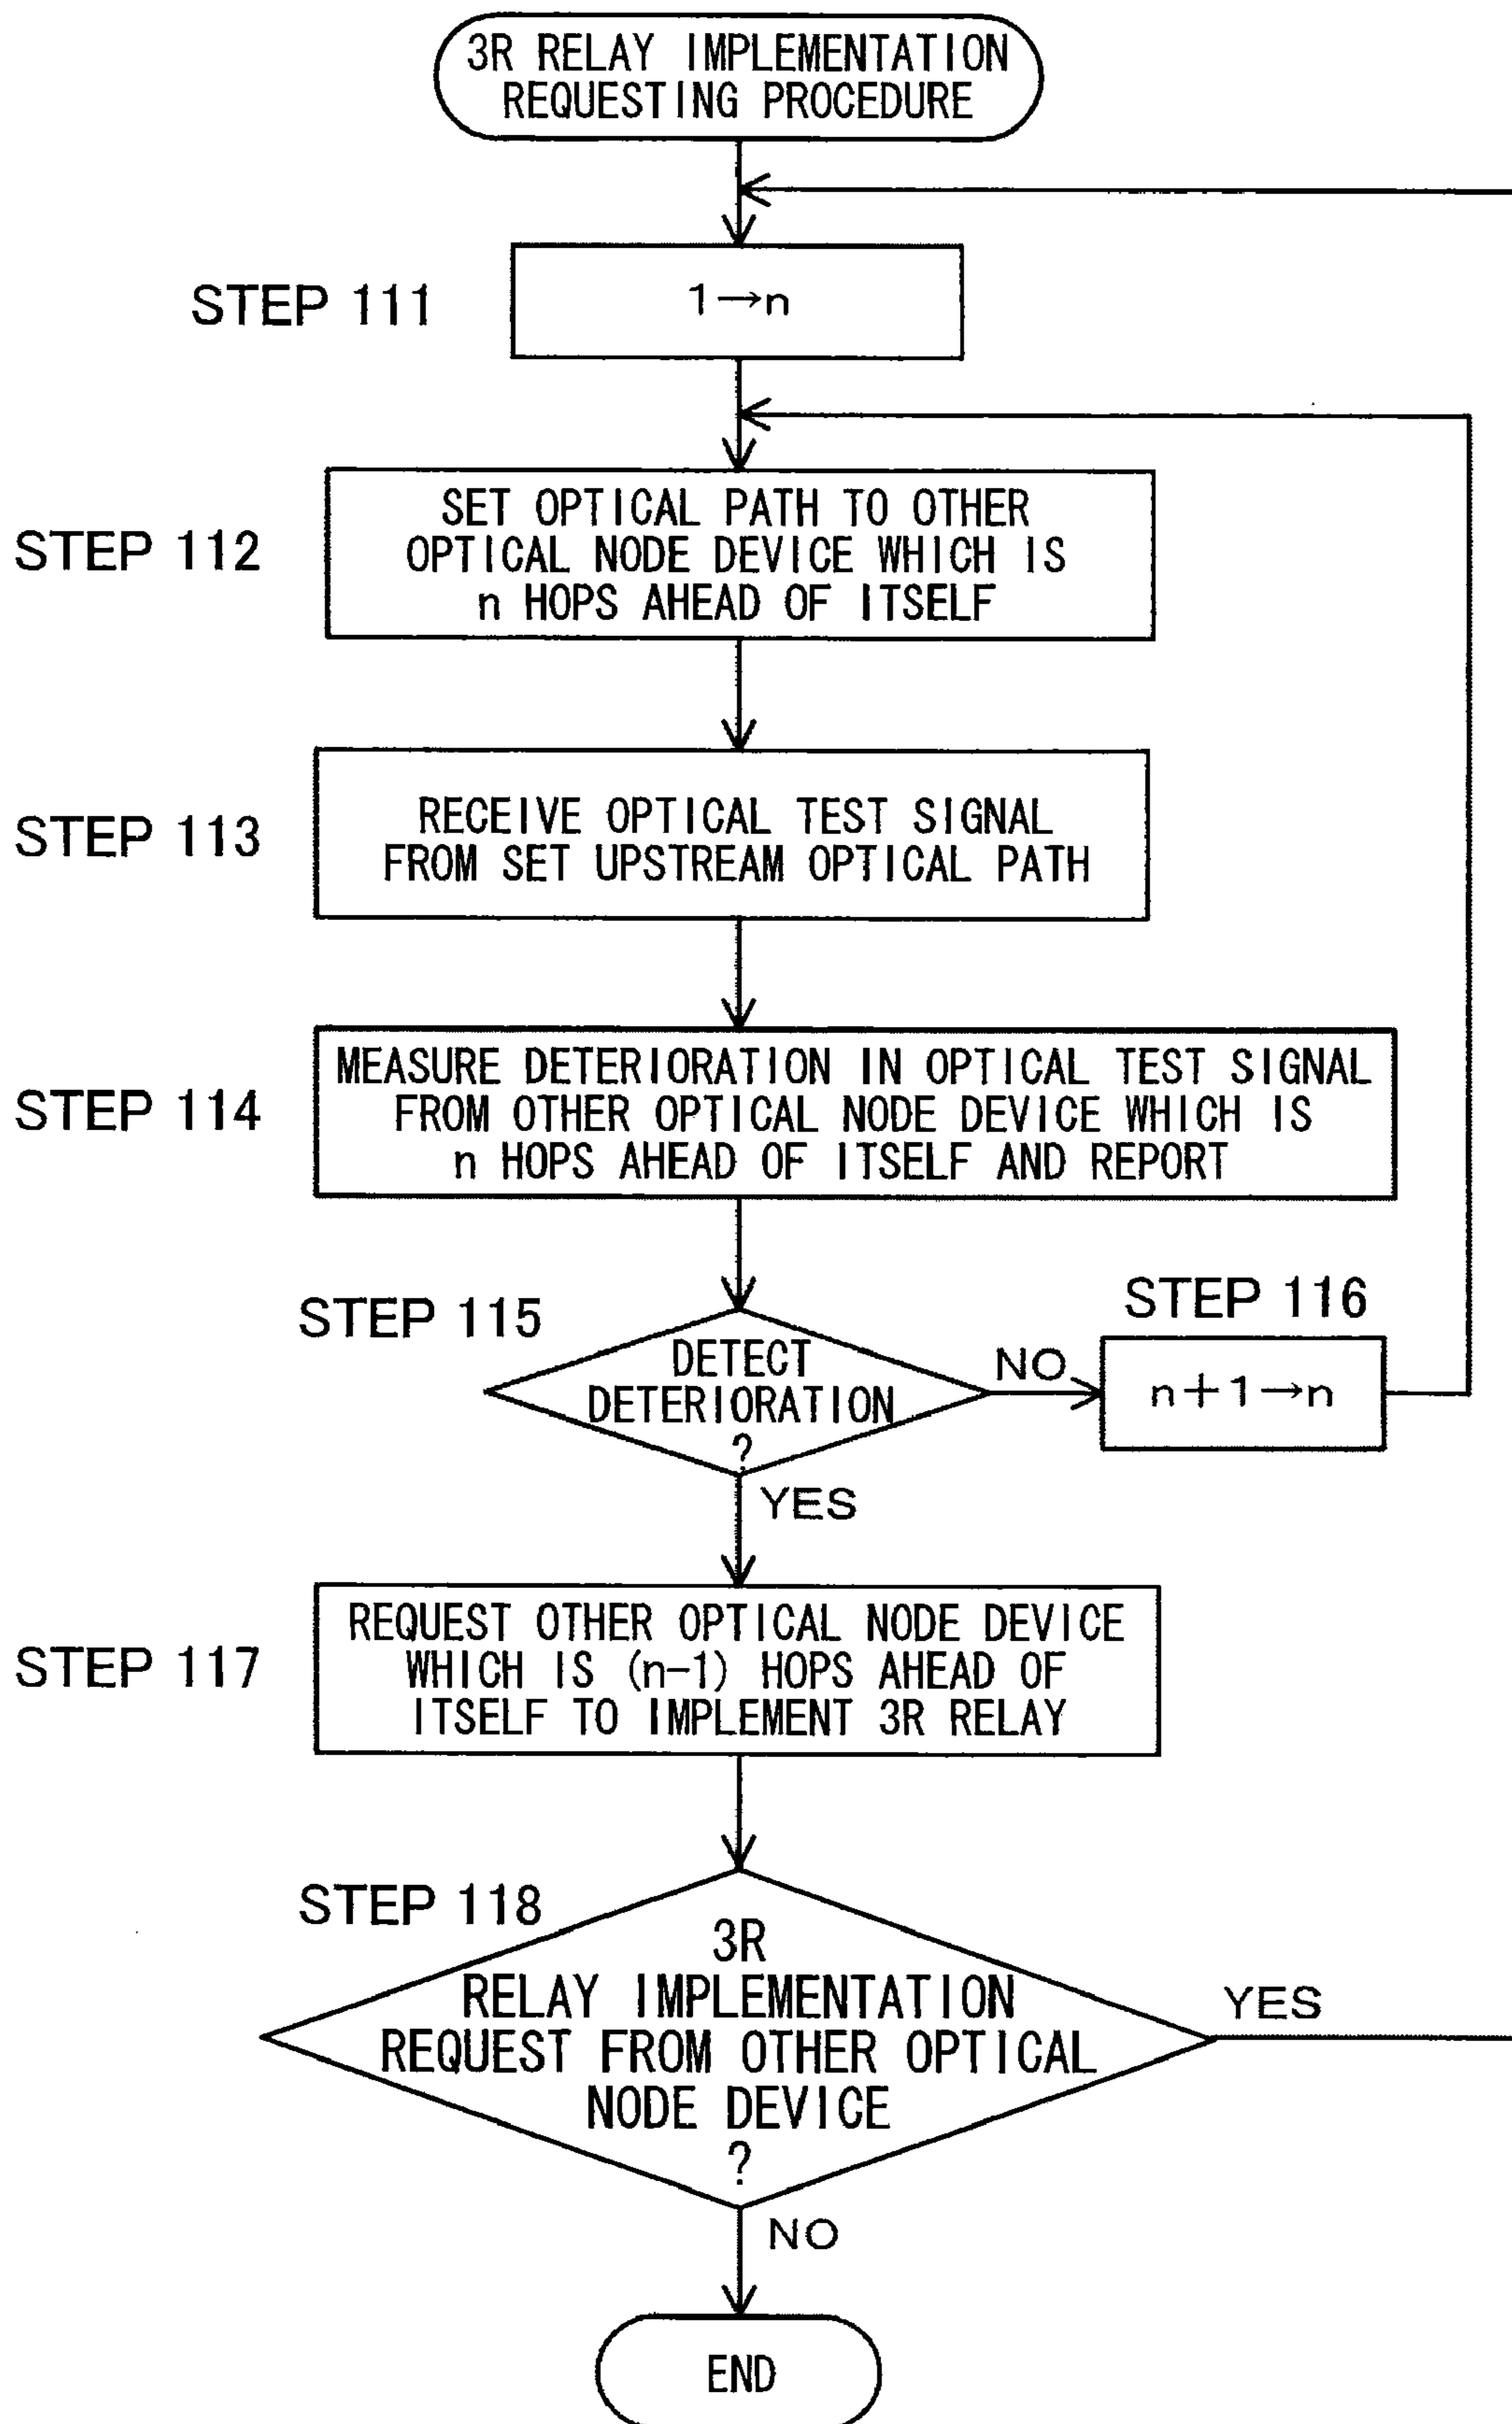 3R RELAY IMPLEMENTATION
REQUESTING PROCEDURE
STEP 111
1→n
STEP 112
SET OPTICAL PATH TO OTHER
OPTICAL NODE DEVICE WHICH IS
n HOPS AHEAD OF ITSELF
STEP 113
RECEIVE OPTICAL TEST SIGNAL
FROM SET UPSTREAM OPTICAL PATH
STEP 114
MEASURE DETERIORATION IN OPTICAL TEST SIGNAL
FROM OTHER OPTICAL NODE DEVICE WHICH IS
n HOPS AHEAD OF ITSELF AND REPORT
STEP 115
DETECT
DETERIORATION
?
NO
STEP 116
n+1→n
YES
STEP 117
REQUEST OTHER OPTICAL NODE DEVICE
WHICH IS (n-1) HOPS AHEAD OF
ITSELF TO IMPLEMENT 3R RELAY
STEP 118
3R
RELAY IMPLEMENTATION
REQUEST FROM OTHER OPTICAL
NODE DEVICE
?
YES
NO
END